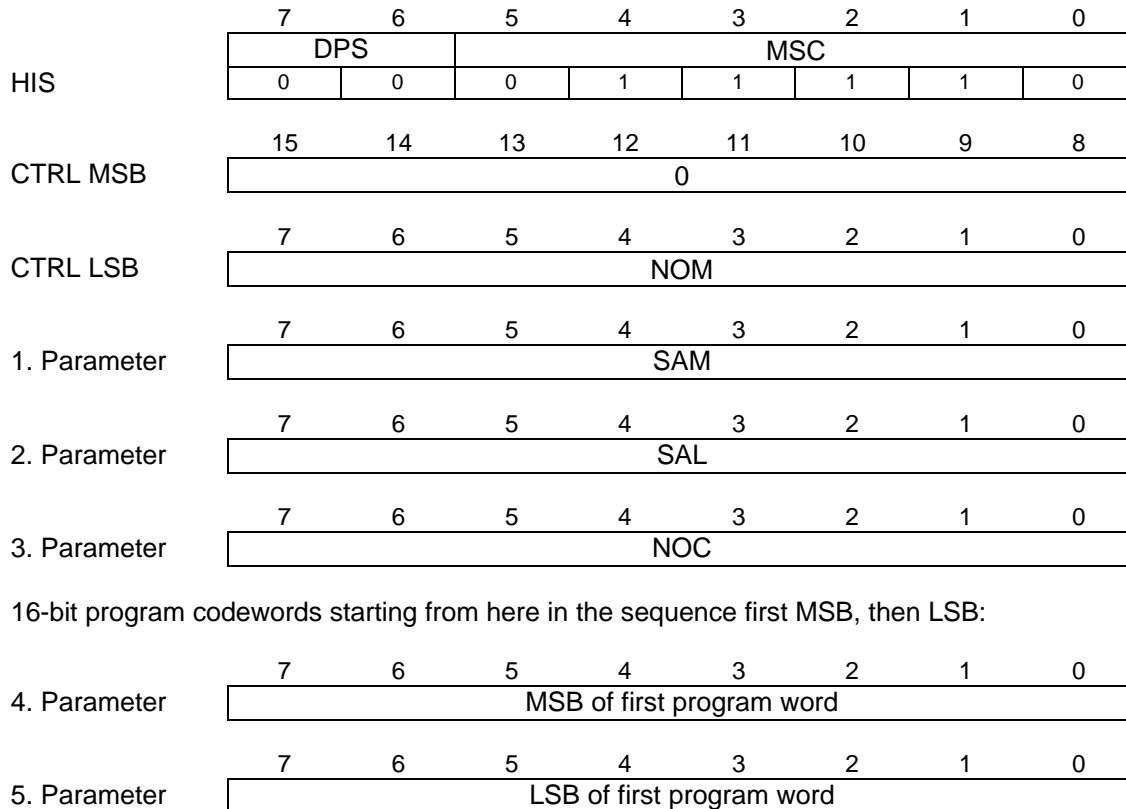 7 6 5 4 3 2 1 0
DPS MSC
HIS 0 0 0 1 1 1 1 0
15 14 13 12 11 10 9 8
CTRL MSB 0
7 6 5 4 3 2 1 0
CTRL LSB NOM
7 6 5 4 3 2 1 0
1. Parameter SAM
7 6 5 4 3 2 1 0
2. Parameter SAL
7 6 5 4 3 2 1 0
3. Parameter NOC
16-bit program codewords starting from here in the sequence first MSB, then LSB:
7 6 5 4 3 2 1 0
4. Parameter MSB of first program word
7 6 5 4 3 2 1 0
5. Parameter LSB of first program word